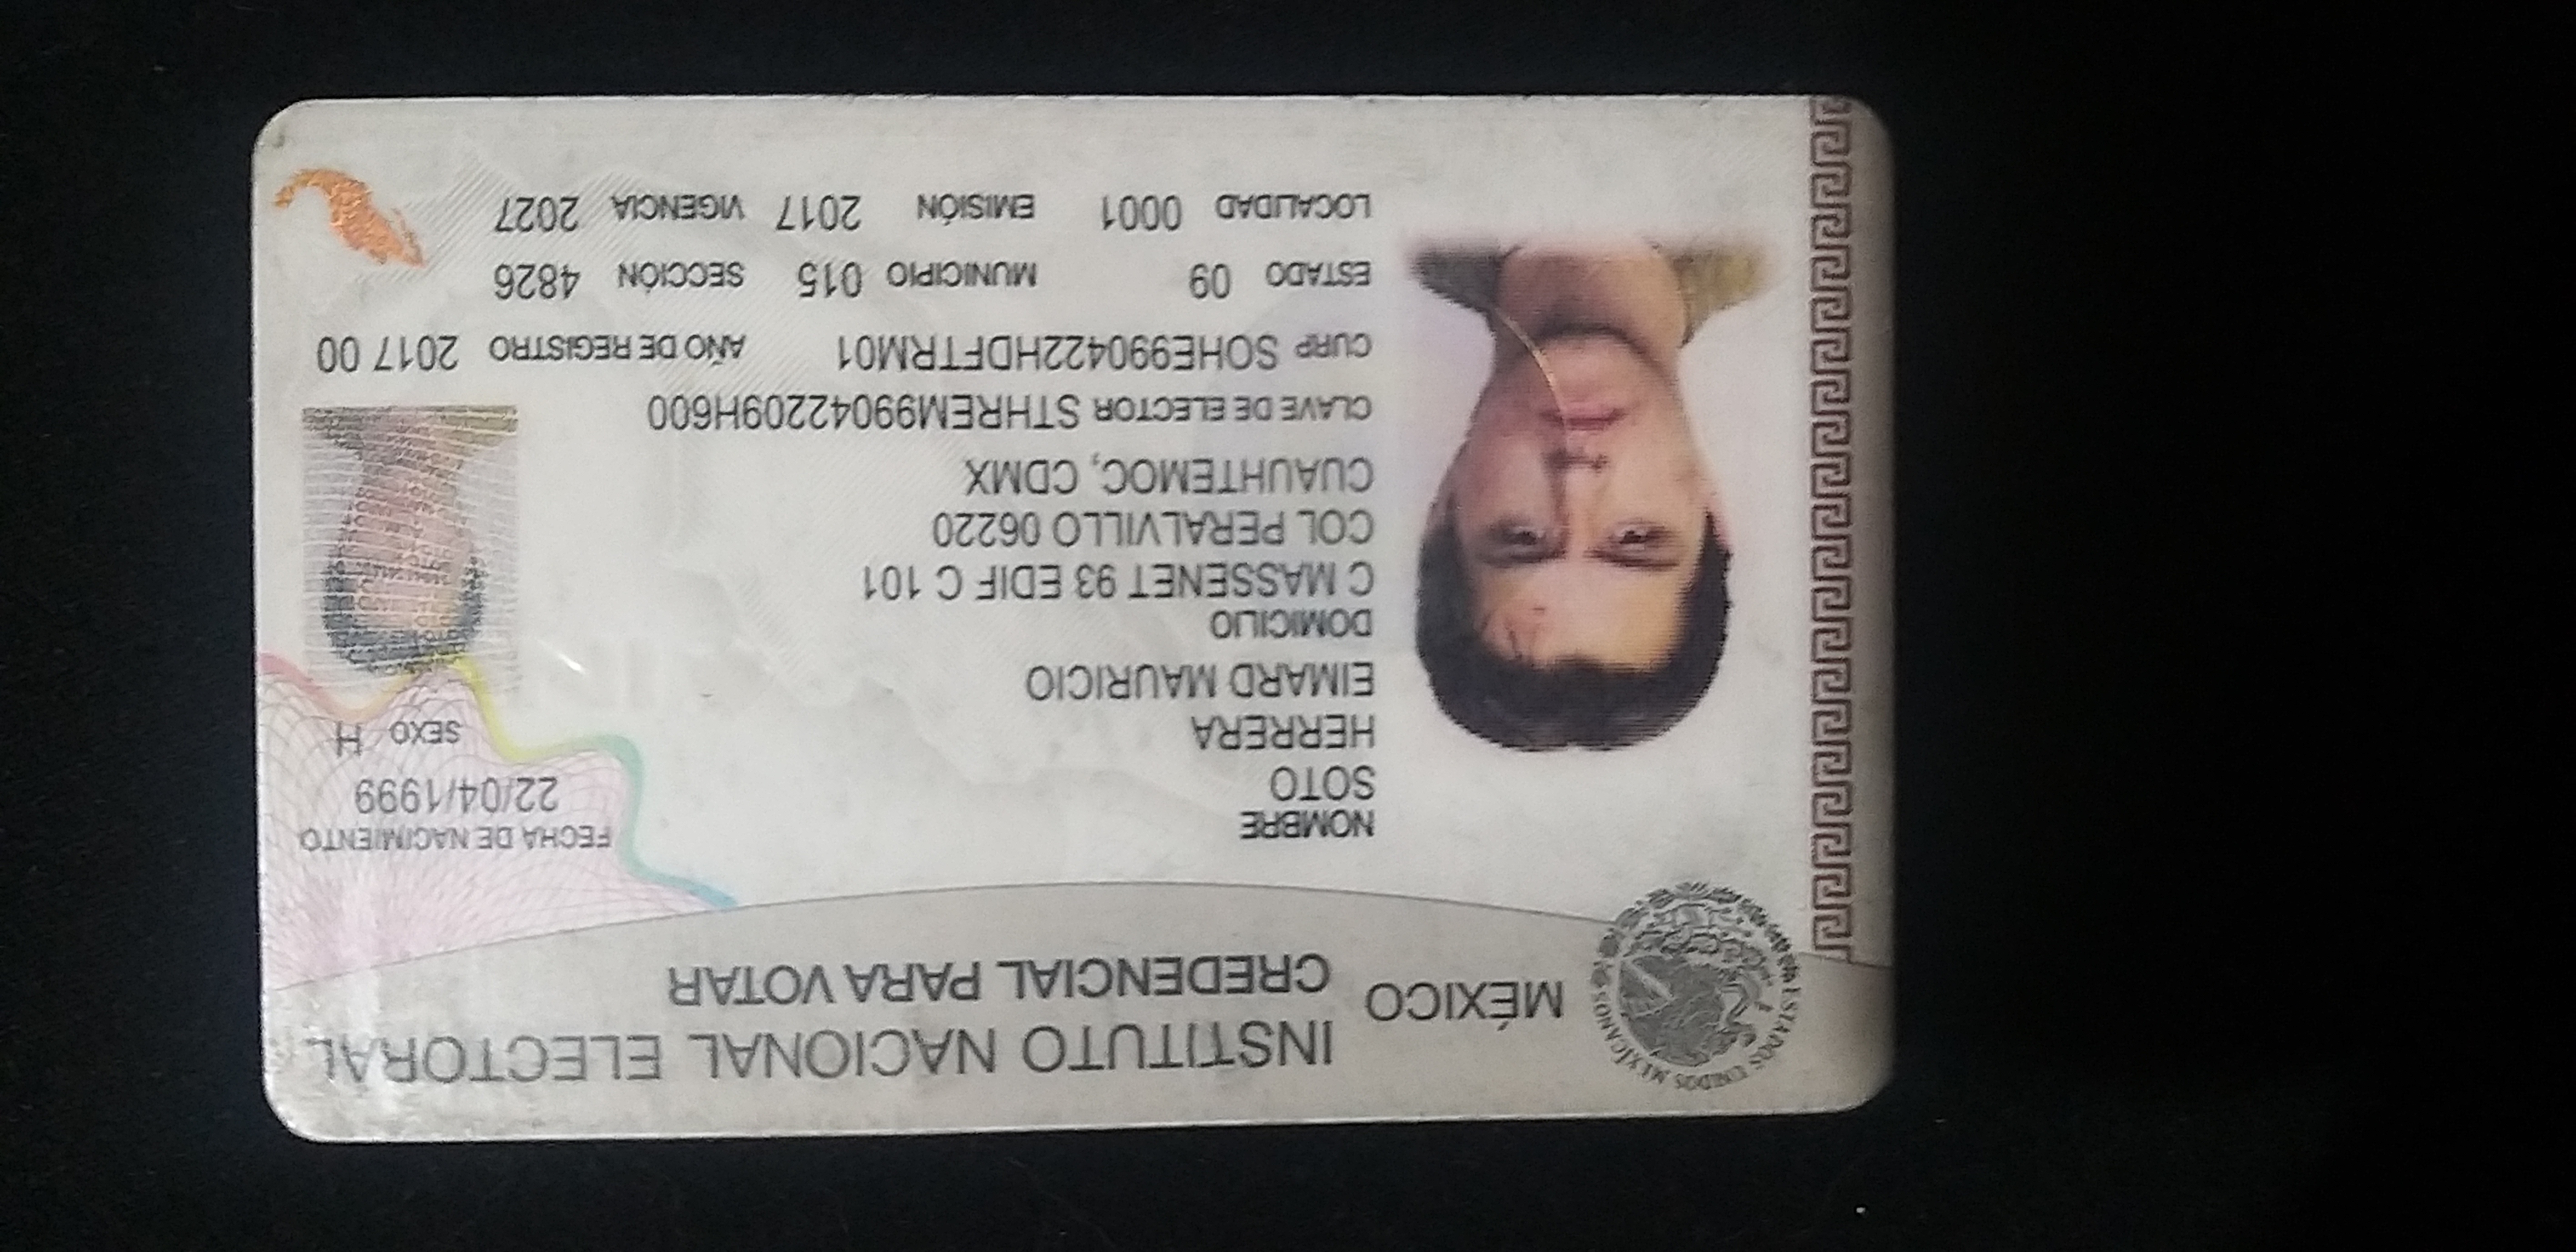 MÉXICO
INSTITUTO NACIONAL ELECTORAL
CREDENCIAL PARA VOTAR
ESTADOS UNIDOS MEXICANOS
NOMBRE
SOTO
HERRERA
EIMARD MAURICIO
FECHA DE NACIMIENTO
22/04/1999
SEXO H
DOMICILIO
C MASSENET 93 EDIF C 101
COL PERALVILLO 06220
CUAUHTEMOC, CDMX
CLAVE DE ELECTOR STHREM99042209H600
CURP SOHE990422HDFTRM01 AÑO DE REGISTRO 2017 00
ESTADO 09 MUNICIPIO 015 SECCIÓN 4826
LOCALIDAD 0001 EMISIÓN 2017 VIGENCIA 2027